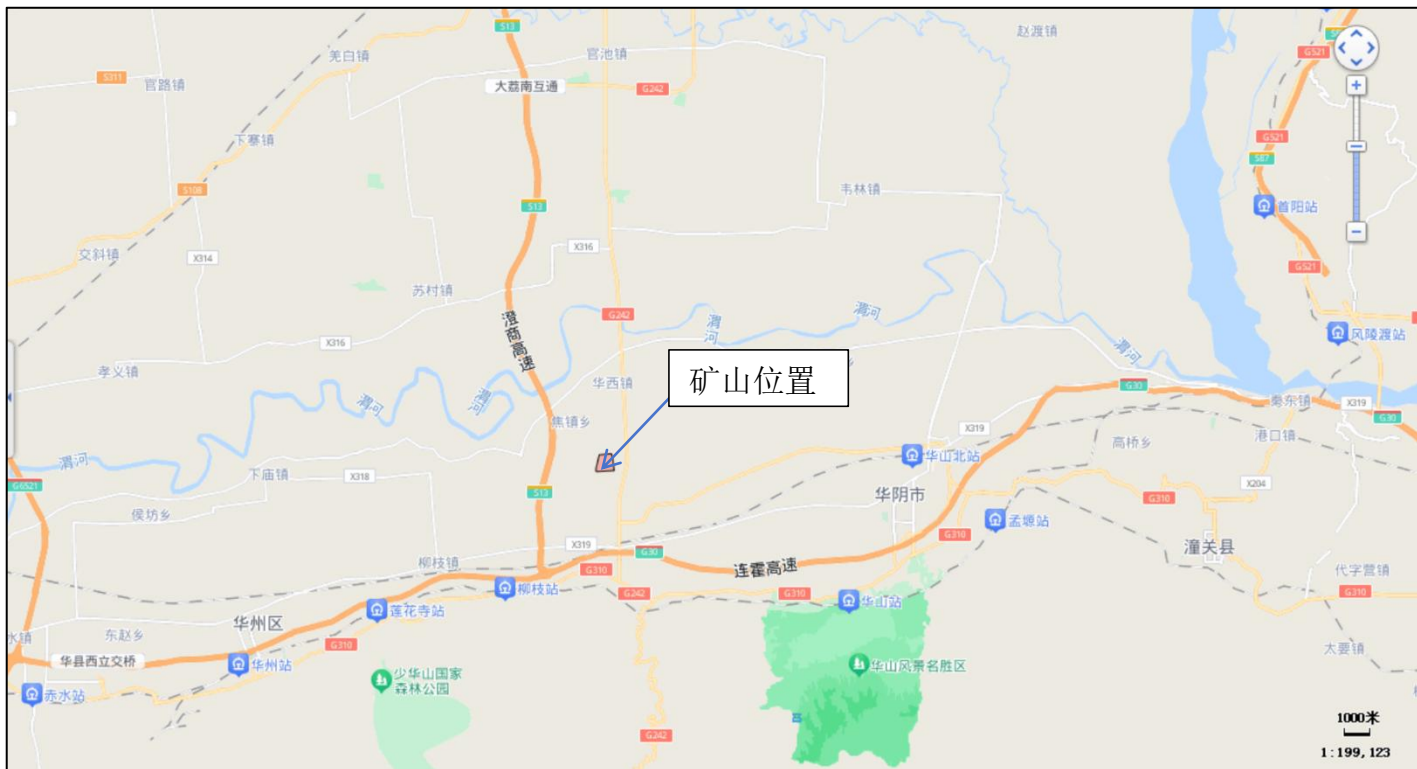 S13
羌白镇
官池镇
赵渡镇
G521
S311
官路镇
大荔南互通
G242
下寨镇
G521
S87
S108
韦林镇
首阳站
S13
交斜镇
X314
X316
G521
苏村镇
渭河
澄商高速
G242
渭河
渭河
风陵渡站
X316
矿山位置
渭河
孝义镇
华西镇
G30
渭河
渭河
秦东镇
X319
G30
焦镇乡
X319
高桥乡
港口镇
渭河
下庙镇
X318
华山北站
G6521
S13
华阴市
G310
X204
侯坊乡
孟塬站
G310
X319
G30
潼关县
柳枝镇
G310
连霍高速
代字营镇
柳枝站
G242
G310
华山站
G310
莲花寺站
华州区
东赵乡
G310
太要镇
水镇
华县西立交桥
华州站
少华山国家
森林公园
华山风景名胜区
赤水站
G242
1000米
1:199,123